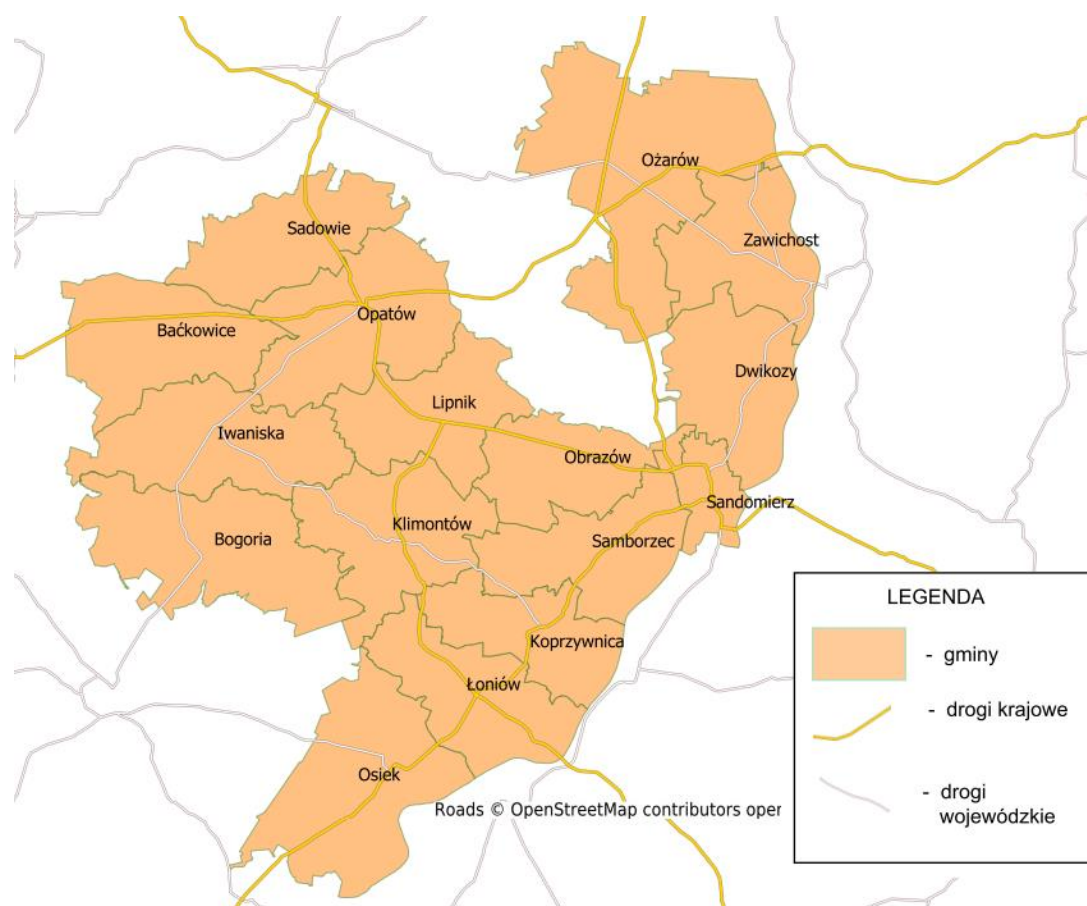 Ożarów
Sadowie
Zawichost
Opatów
Baćkowice
Dwikozy
Lipnik
Iwaniska
Obrazów
Sandomierz
Klimontów
Bogoria
Samborzec
Koprzywnica
Łoniów
Osiek
Roads © OpenStreetMap contributors oper
LEGENDA
- gminy
- drogi krajowe
- drogi
wojewódzkie